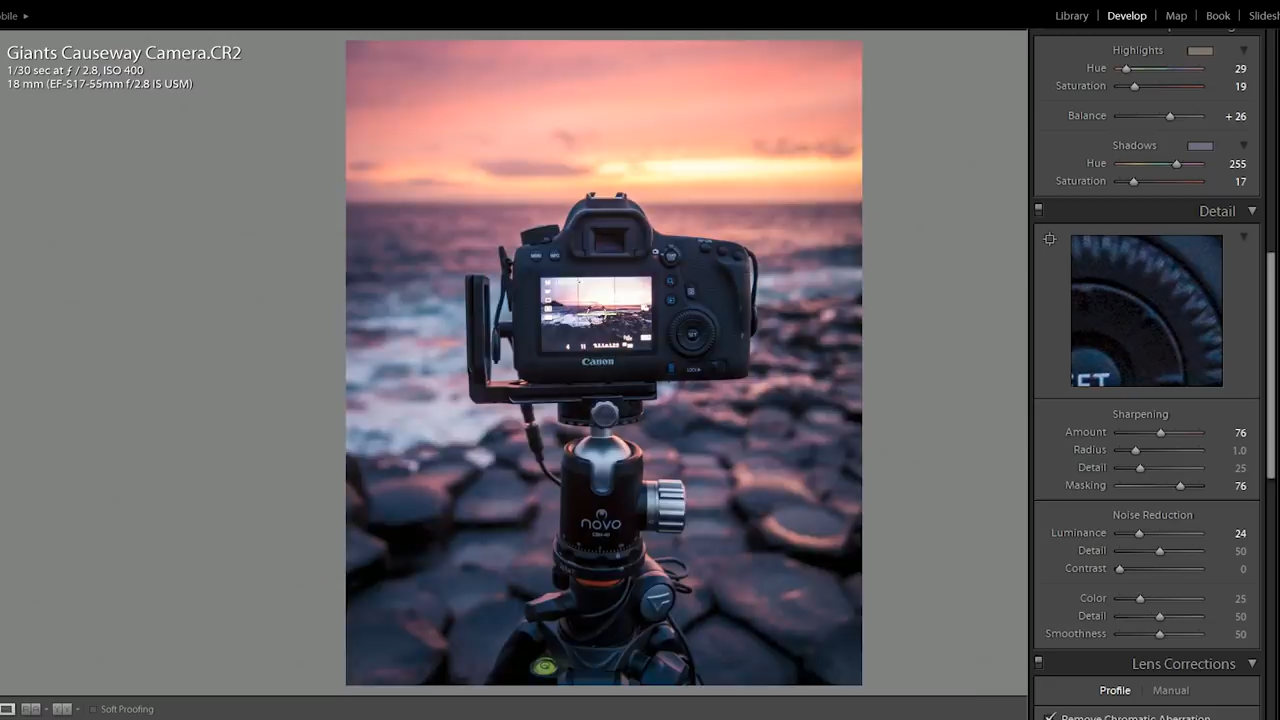 obile
Library | Develop | Map | Book | Slidesh
Giants Causeway Camera.CR2
1/30 sec at ƒ / 2.8, ISO 400
18 mm (EF-S17-55mm f/2.8 IS USM)
Highlights
Hue 29
Saturation 19
Balance + 26
Shadows
Hue 255
Saturation 17
Detail
SET
Sharpening
Amount 76
Radius 1.0
Detail 25
Masking 76
Noise Reduction
Luminance 24
Detail 50
Contrast 0
Color 25
Detail 50
Smoothness 50
Lens Corrections
Profile Manual
Remove Chromatic Aberration
MENU INFO
SET
Canon
LOCK
novo
Soft Proofing